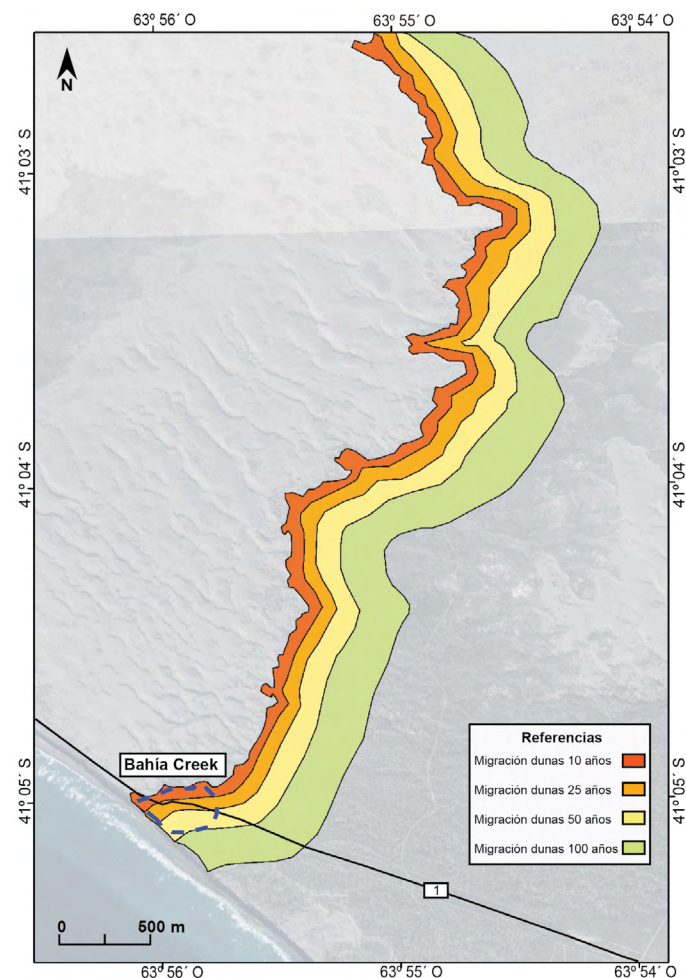 63º 56´ O
63º 55´ O
63º 54´ O
N
41º 03´ S
41º 03´ S
41º 04´ S
41º 04´ S
Bahía Creek
Referencias
Migración dunas 10 años
Migración dunas 25 años
Migración dunas 50 años
Migración dunas 100 años
41º 05´ S
41º 05´ S
1
0 500 m
63º 56´ O
63º 55´ O
63º 54´ O